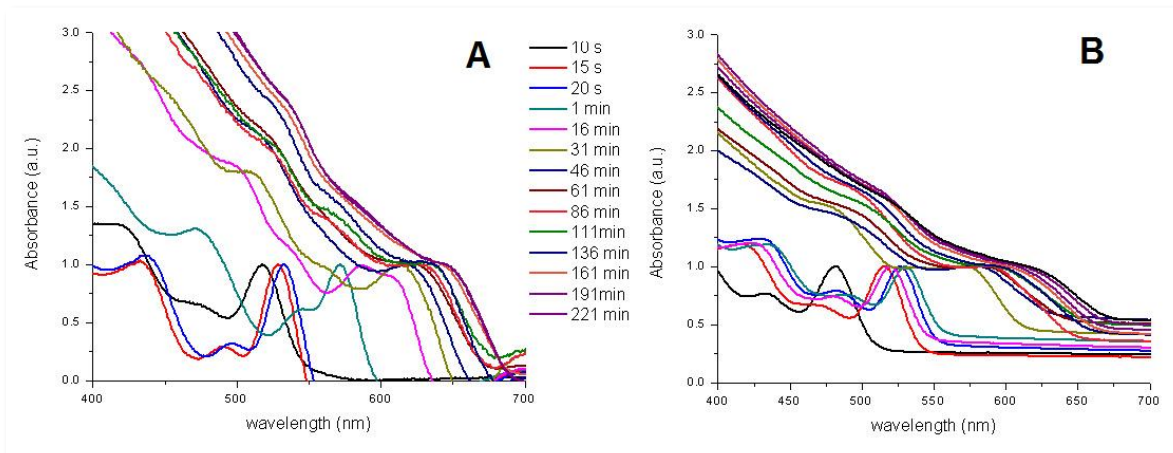 A
3.0
2.5
2.0
1.5
1.0
0.5
0.0
Absorbance (a.u.)
400 500 600 700
wavelength (nm)
10 s
15 s
20 s
1 min
16 min
31 min
46 min
61 min
86 min
111min
136 min
161 min
191min
221 min
B
3.0
2.5
2.0
1.5
1.0
0.5
0.0
Absorbance (a.u.)
400 450 500 550 600 650 700
wavelength (nm)